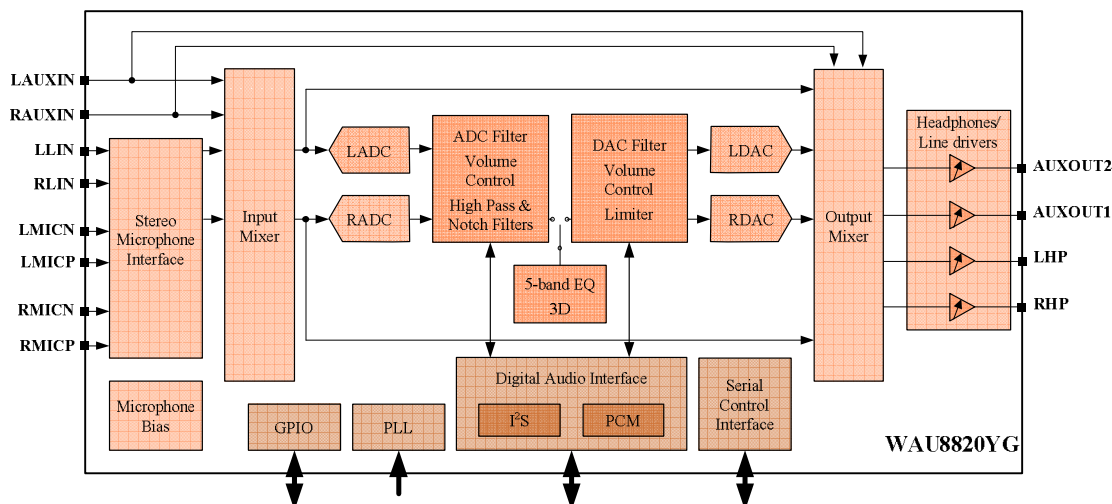 LAUXIN
RAUXIN
LLIN
RLIN
LMICN
LMICP
RMICN
RMICP
Stereo
Microphone
Interface
Microphone
Bias
Input
Mixer
LADC
RADC
ADC Filter
Volume
Control
High Pass &
Notch Filters
DAC Filter
Volume
Control
Limiter
5-band EQ
3D
LDAC
RDAC
Output
Mixer
Headphones/
Line drivers
AUXOUT2
AUXOUT1
LHP
RHP
GPIO
PLL
Digital Audio Interface
I²S
PCM
Serial
Control
Interface
WAU8820YG